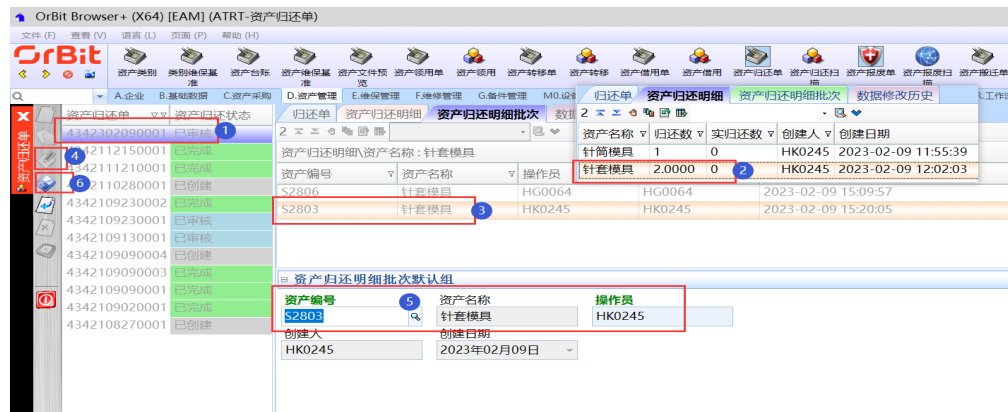 OrBit Browser+ (X64) [EAM] (ATRT-资产归还单)
文件 (F) 查看 (V) 语言 (L) 页面 (P) 帮助 (H)
OrBit
资产类别 类别维保基准 资产台账 资产维保基准 资产文件预览 资产领用单 资产领用 资产转移单 资产转移 资产借用单 资产借用 资产归还单 资产归还扫描 资产报废单 资产报废扫描 资产搬迁单
A.企业 B.基础数据 C.资产采购 D.资产管理 E.维保管理 F.维修管理 G.备件管理
归还单 资产归还明细 资产归还明细批次 数据修改历史
2
资产名称 归还数 实归还数 创建人 创建日期
针筒模具 1 0 HK0245 2023-02-09 11:55:39
针套模具 2.0000 0 HK0245 2023-02-09 12:02:03
2
资产归还单
资产归还单 资产归还状态
4342302090001 已审核
1
4342112150001 已完成
4
4342111210001 已完成
4342110280001 已创建
6
4342109230002 已完成
4342109230001 已审核
4342109130001 已审核
4342109090004 已创建
4342109090003 已完成
4342109090001 已完成
4342109020001 已完成
4342108270001 已创建
归还单 资产归还明细 资产归还明细批次
2
资产归还明细\资产名称 : 针套模具
资产编号 资产名称 操作员
S2806 针套模具 HG0064 HG0064 2023-02-09 15:09:57
S2803 针套模具 HK0245 HK0245 2023-02-09 15:20:05
3
资产归还明细批次默认组
资产编号 资产名称 操作员
5
S2803 针套模具 HK0245
创建人 创建日期
HK0245 2023年02月09日